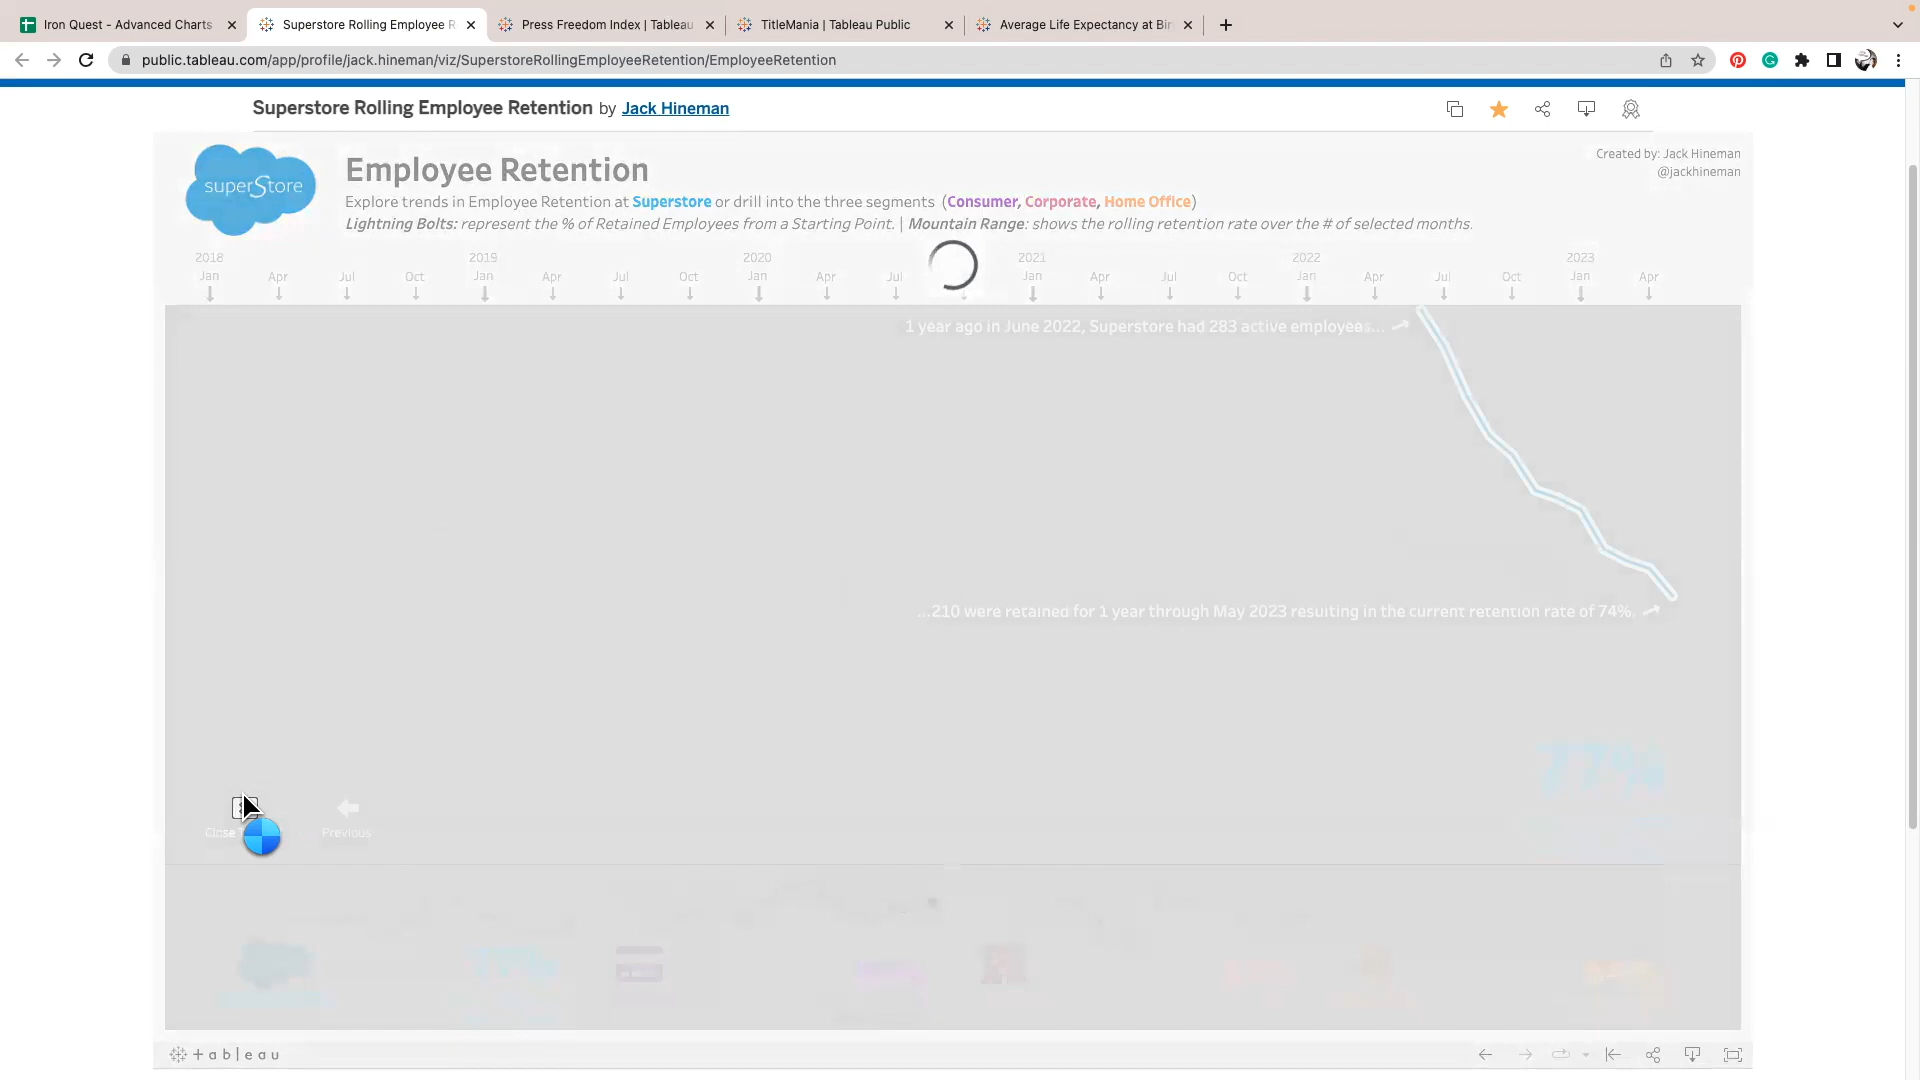 Iron Quest - Advanced Charts
Superstore Rolling Employee R
Press Freedom Index | Tableau
TitleMania | Tableau Public
Average Life Expectancy at Bir
public.tableau.com/app/profile/jack.hineman/viz/SuperstoreRollingEmployeeRetention/EmployeeRetention
Superstore Rolling Employee Retention by Jack Hineman
superStore
Employee Retention
Created by: Jack Hineman
@jackhineman
Explore trends in Employee Retention at Superstore or drill into the three segments (Consumer, Corporate, Home Office)
Lightning Bolts: represent the % of Retained Employees from a Starting Point. | Mountain Range: shows the rolling retention rate over the # of selected months.
2018 2019 2020 2021 2022 2023
Jan Apr Jul Oct Jan Apr Jul Oct Jan Apr Jul Jan Apr Jul Oct Jan Apr Jul Oct Jan Apr
1 year ago in June 2022, Superstore had 283 active employees...
...210 were retained for 1 year through May 2023 resulting in the current retention rate of 74%.
77%
Close
Previous
77%
+ableau